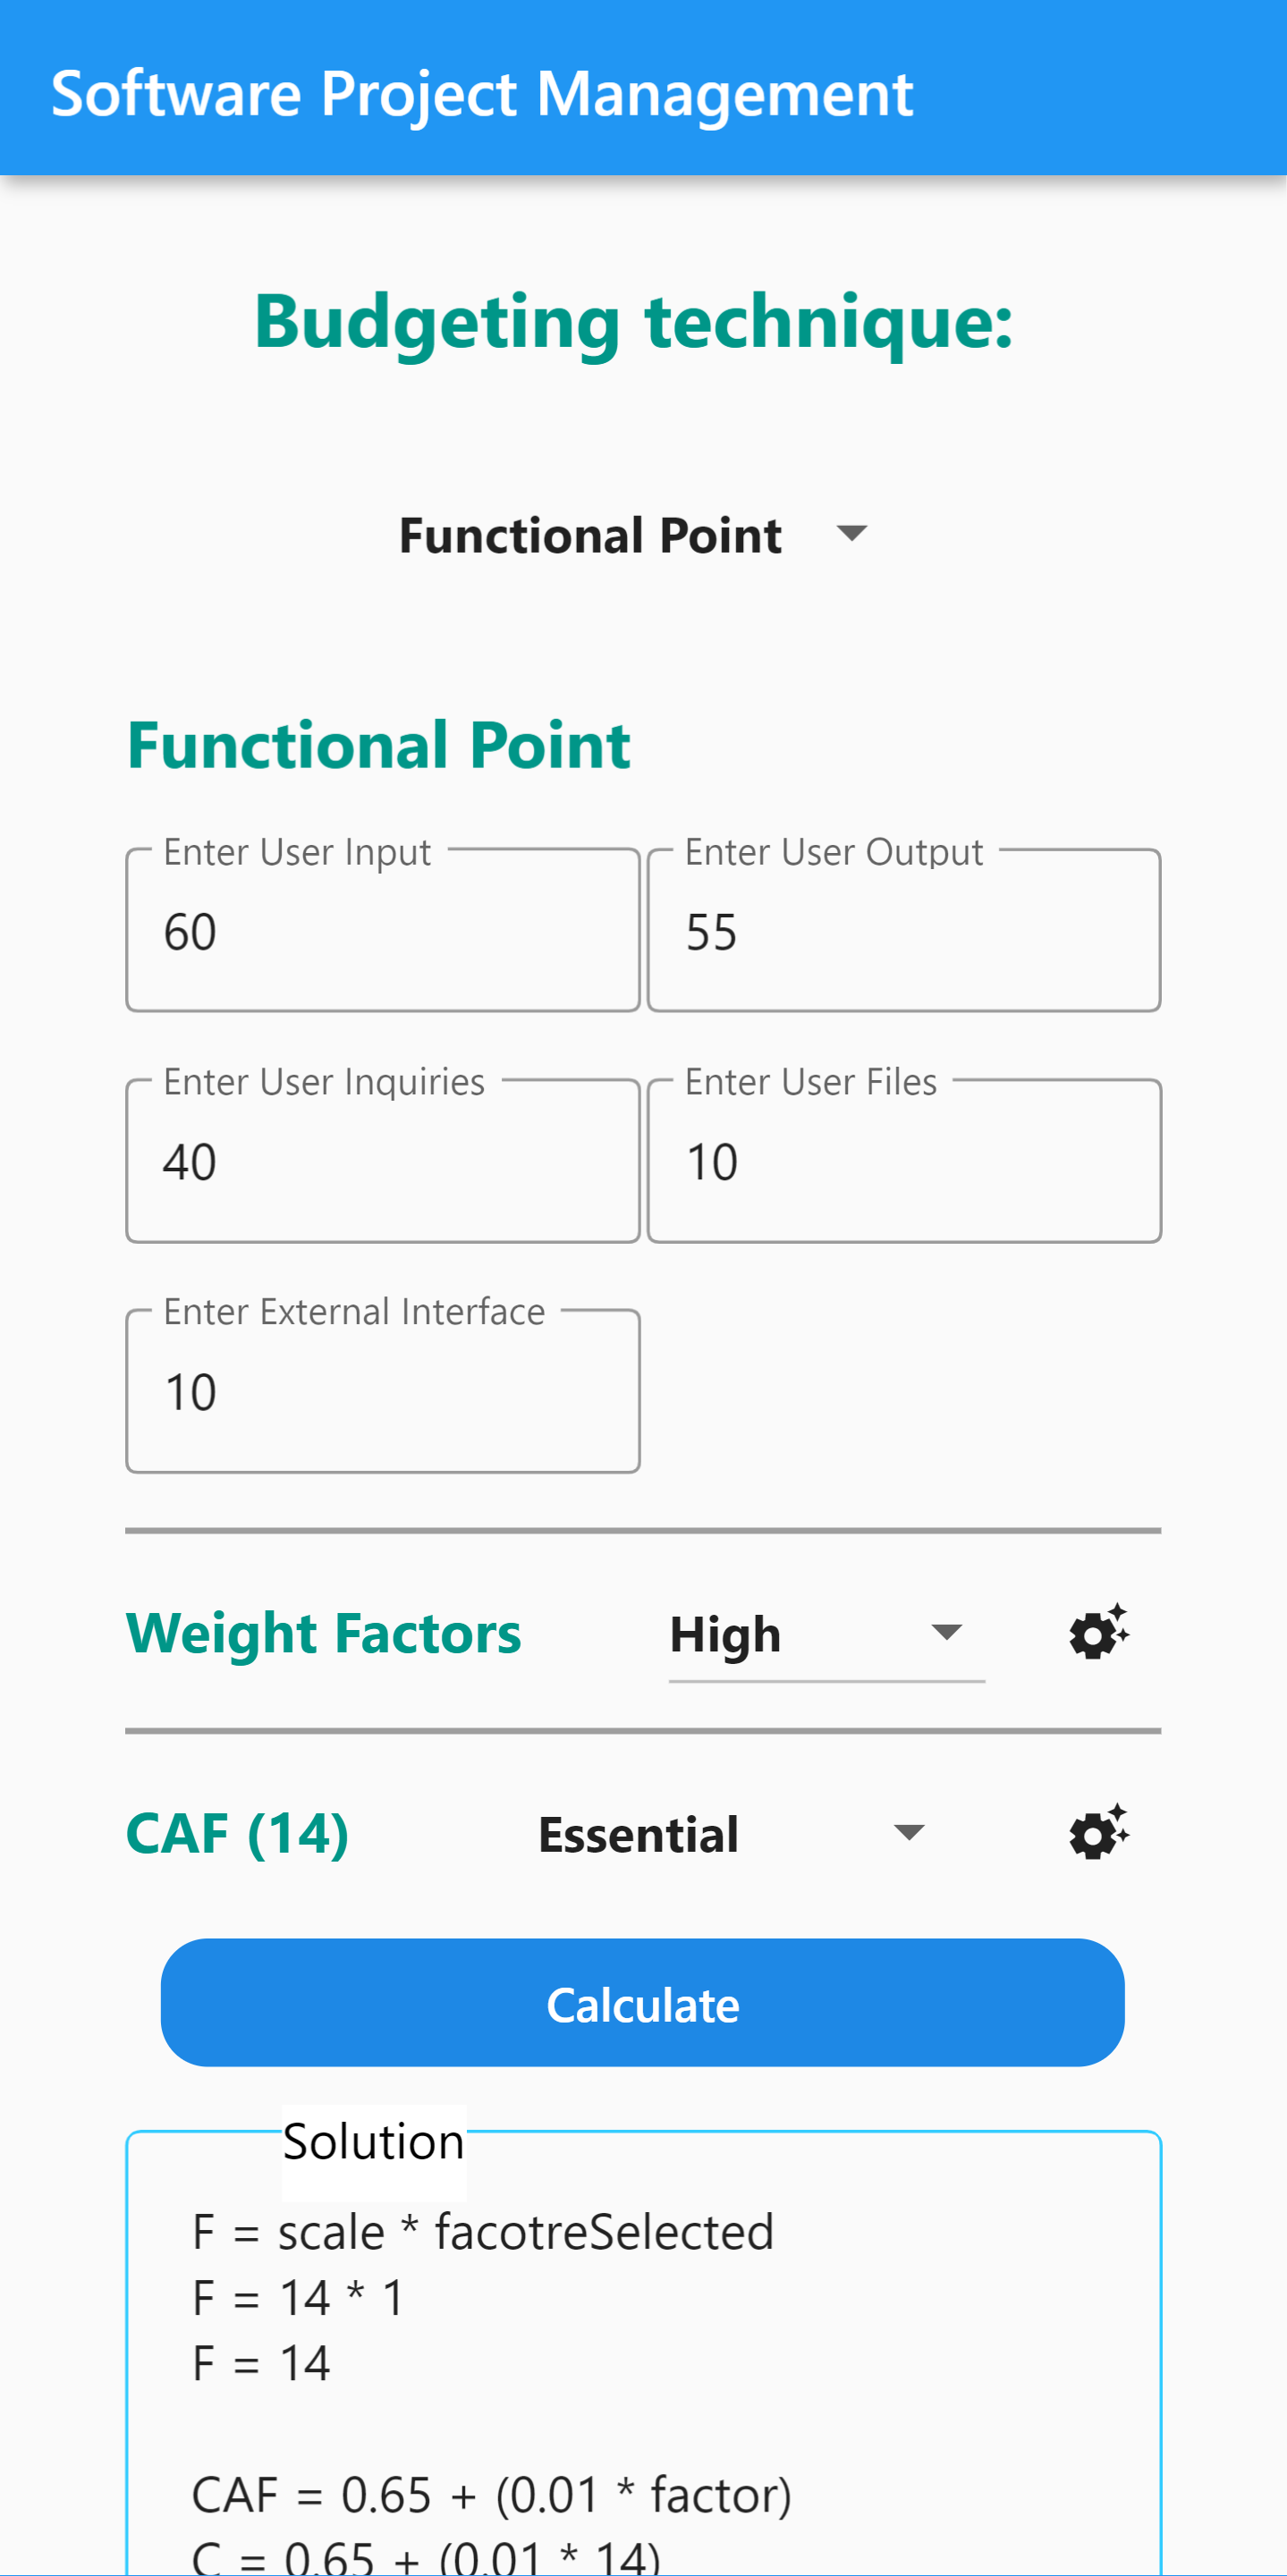 Software Project Management
Budgeting technique:
Functional Point
Functional Point
Enter User Input
Enter User Output
60
55
Enter User Inquiries
Enter User Files
40
10
Enter External Interface
10
Weight Factors
High
CAF (14)
Essential
Calculate
Solution
F = scale * facotreSelected
F = 14 * 1
F = 14
CAF = 0.65 + (0.01 * factor)
C = 0.65 + (0.01 * 14)